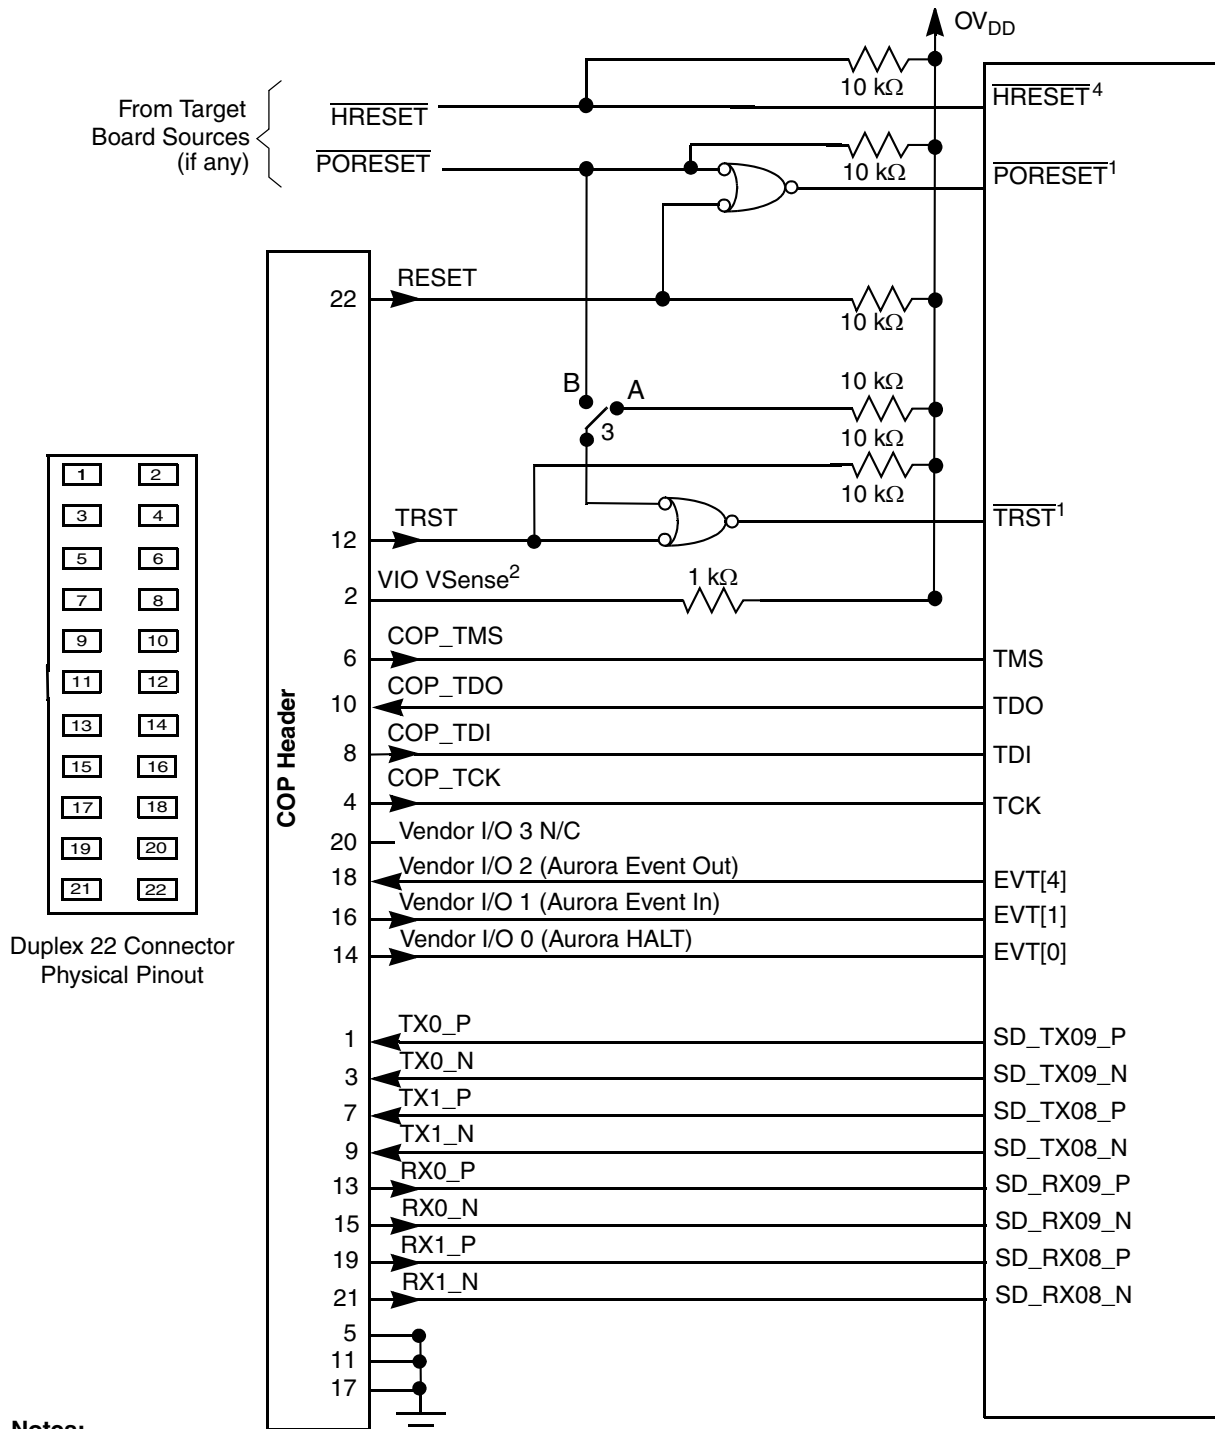 OVDD
10 kΩ
From Target
Board Sources
(if any)
HRESET
HRESET4
PORESET
10 kΩ
PORESET1
22
RESET
10 kΩ
B
A
3
10 kΩ
10 kΩ
10 kΩ
12
TRST
TRST1
2
VIO VSense2
1 kΩ
6
COP_TMS
TMS
10
COP_TDO
TDO
8
COP_TDI
TDI
4
COP_TCK
TCK
20
Vendor I/O 3 N/C
18
Vendor I/O 2 (Aurora Event Out)
EVT[4]
16
Vendor I/O 1 (Aurora Event In)
EVT[1]
14
Vendor I/O 0 (Aurora HALT)
EVT[0]
1
TX0_P
SD_TX09_P
3
TX0_N
SD_TX09_N
7
TX1_P
SD_TX08_P
9
TX1_N
SD_TX08_N
13
RX0_P
SD_RX09_P
15
RX0_N
SD_RX09_N
19
RX1_P
SD_RX08_P
21
RX1_N
SD_RX08_N
5
11
17
COP Header
1 2
3 4
5 6
7 8
9 10
11 12
13 14
15 16
17 18
19 20
21 22
Duplex 22 Connector
Physical Pinout
Notes: